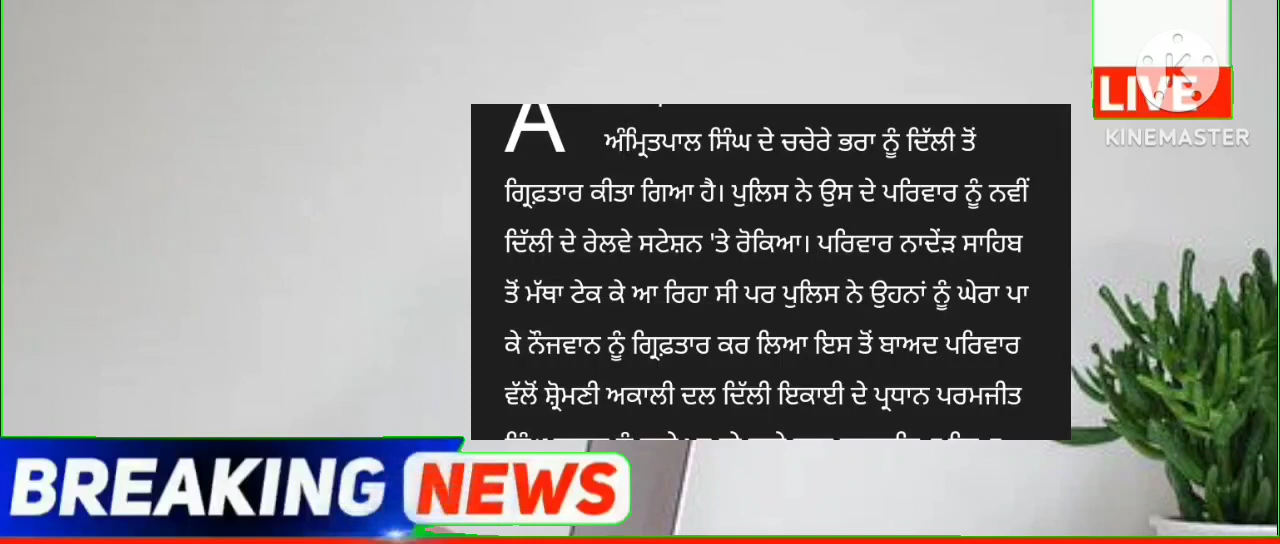 LIVE
KINEMASTER
A
ਅੰਮ੍ਰਿਤਪਾਲ ਸਿੰਘ ਦੇ ਚਚੇਰੇ ਭਰਾ ਨੂੰ ਦਿੱਲੀ ਤੋਂ
ਗ੍ਰਿਫ਼ਤਾਰ ਕੀਤਾ ਗਿਆ ਹੈ। ਪੁਲਿਸ ਨੇ ਉਸ ਦੇ ਪਰਿਵਾਰ ਨੂੰ ਨਵੀਂ
ਦਿੱਲੀ ਦੇ ਰੇਲਵੇ ਸਟੇਸ਼ਨ 'ਤੇ ਰੋਕਿਆ। ਪਰਿਵਾਰ ਨਾਦੇਂੜ ਸਾਹਿਬ
ਤੋਂ ਮੱਥਾ ਟੇਕ ਕੇ ਆ ਰਿਹਾ ਸੀ ਪਰ ਪੁਲਿਸ ਨੇ ਉਹਨਾਂ ਨੂੰ ਘੇਰਾ ਪਾ
ਕੇ ਨੌਜਵਾਨ ਨੂੰ ਗ੍ਰਿਫ਼ਤਾਰ ਕਰ ਲਿਆ ਇਸ ਤੋਂ ਬਾਅਦ ਪਰਿਵਾਰ
ਵੱਲੋਂ ਸ਼੍ਰੋਮਣੀ ਅਕਾਲੀ ਦਲ ਦਿੱਲੀ ਇਕਾਈ ਦੇ ਪ੍ਰਧਾਨ ਪਰਮਜੀਤ
BREAKING NEWS